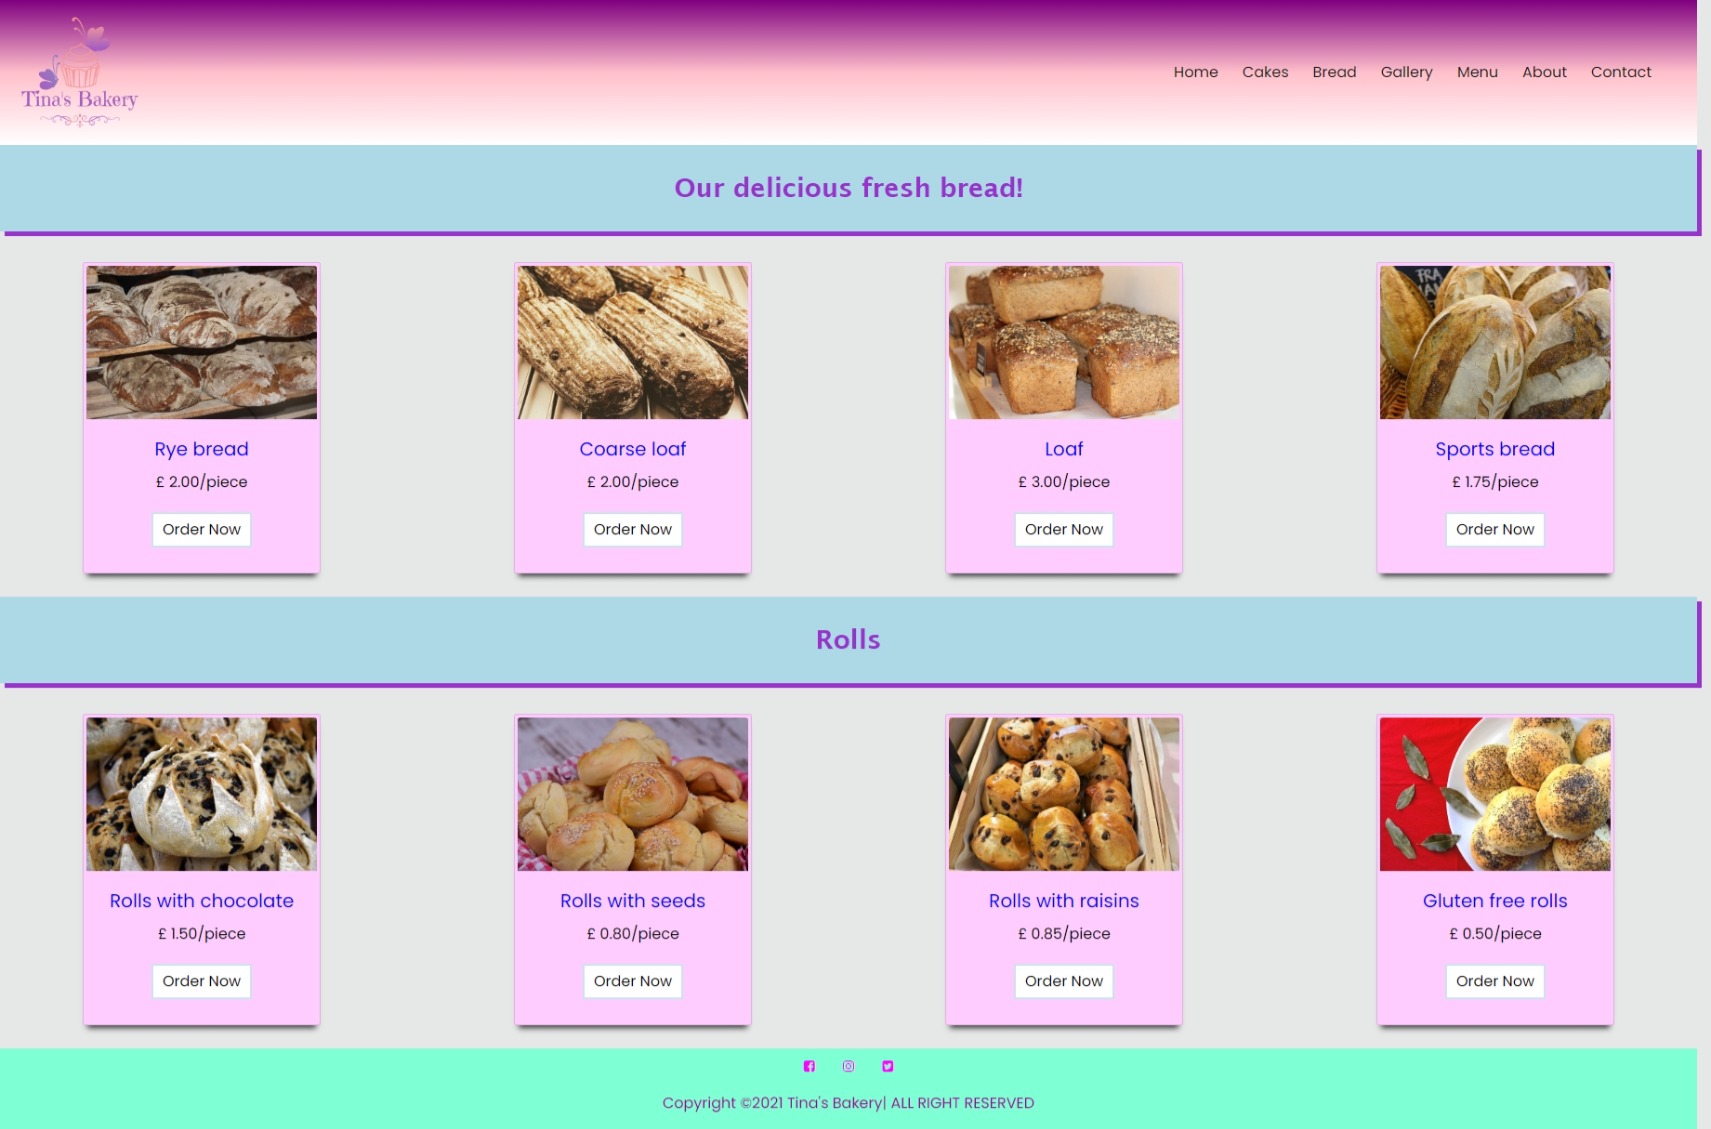 Tina's Bakery
Home Cakes Bread Gallery Menu About Contact
Our delicious fresh bread!
Rye bread
£ 2.00/piece
Order Now
Coarse loaf
£ 2.00/piece
Order Now
Loaf
£ 3.00/piece
Order Now
Sports bread
£ 1.75/piece
Order Now
Rolls
Rolls with chocolate
£ 1.50/piece
Order Now
Rolls with seeds
£ 0.80/piece
Order Now
Rolls with raisins
£ 0.85/piece
Order Now
Gluten free rolls
£ 0.50/piece
Order Now
Copyright ©2021 Tina's Bakery| ALL RIGHT RESERVED